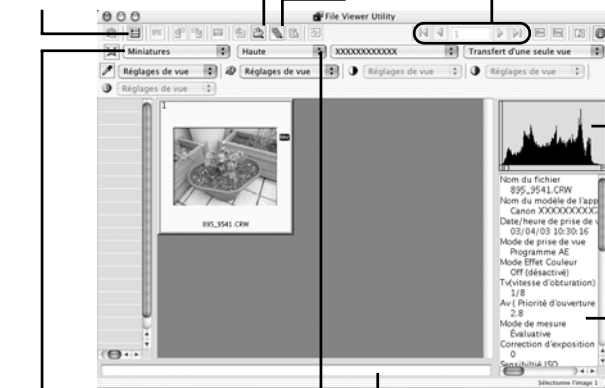 File Viewer Utility
1
Miniatures
Haute
XXXXXXXXXXXX
Transfert d'une seule vue
Réglages de vue
Réglages de vue
Réglages de vue
Réglages de vue
Réglages de vue
1
895_9541.CRW
Nom du fichier
895_9541.CRW
Nom du modèle de l'app
Canon XXXXXXXXX
Date/heure de prise de v
03/04/03 10:30:16
Mode de prise de vue
Programme AE
Mode Effet Couleur
Off (désactivé)
Tv(vitesse d'obturation)
1/8
Av ( Priorité d'ouverture
2.8
Mode de mesure
Évaluative
Correction d'exposition
0
Sensibiltié ISO
Sélectionne l'image 1